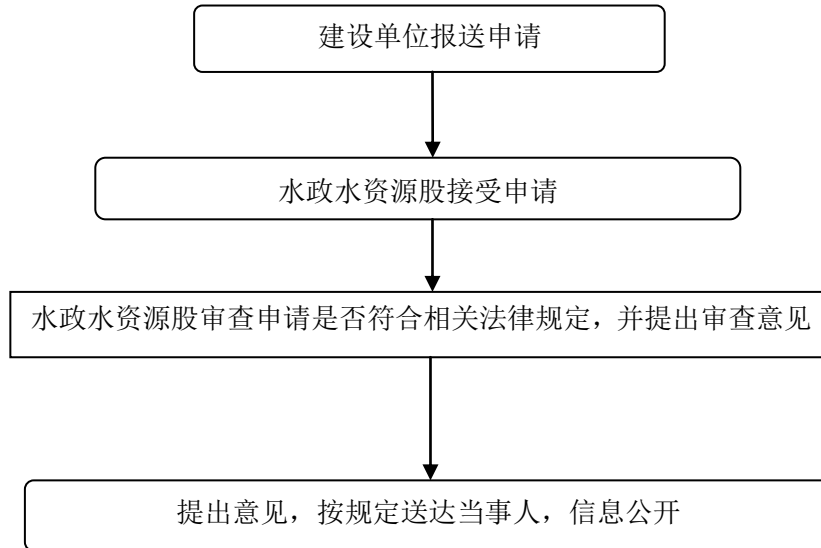 建设单位报送申请
水政水资源股接受申请
水政水资源股审查申请是否符合相关法律规定，并提出审查意见
提出意见，按规定送达当事人，信息公开